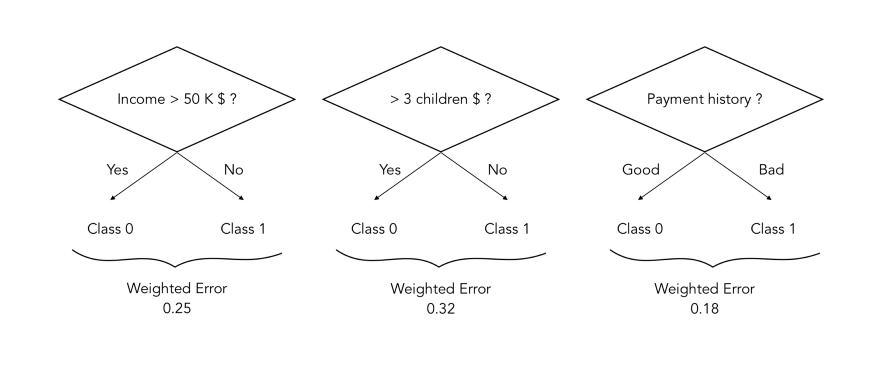 Income > 50 K $ ?
> 3 children $ ?
Payment history ?
Yes
No
Yes
No
Good
Bad
Class 0
Class 1
Class 0
Class 1
Class 0
Class 1
Weighted Error
0.25
Weighted Error
0.32
Weighted Error
0.18